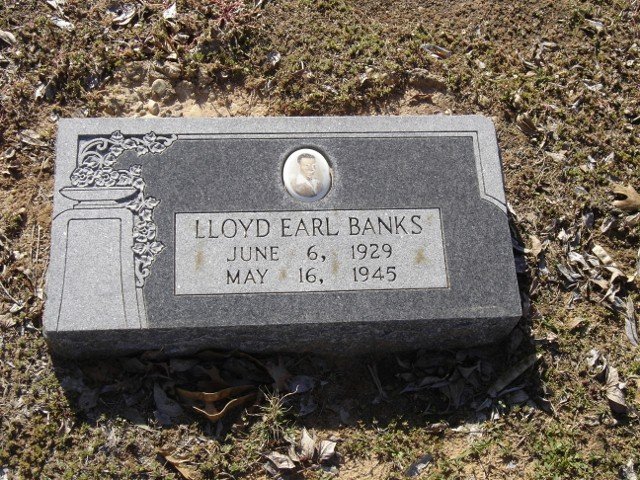 LLOYD EARL BANKS
JUNE 6, 1929
MAY 16, 1945